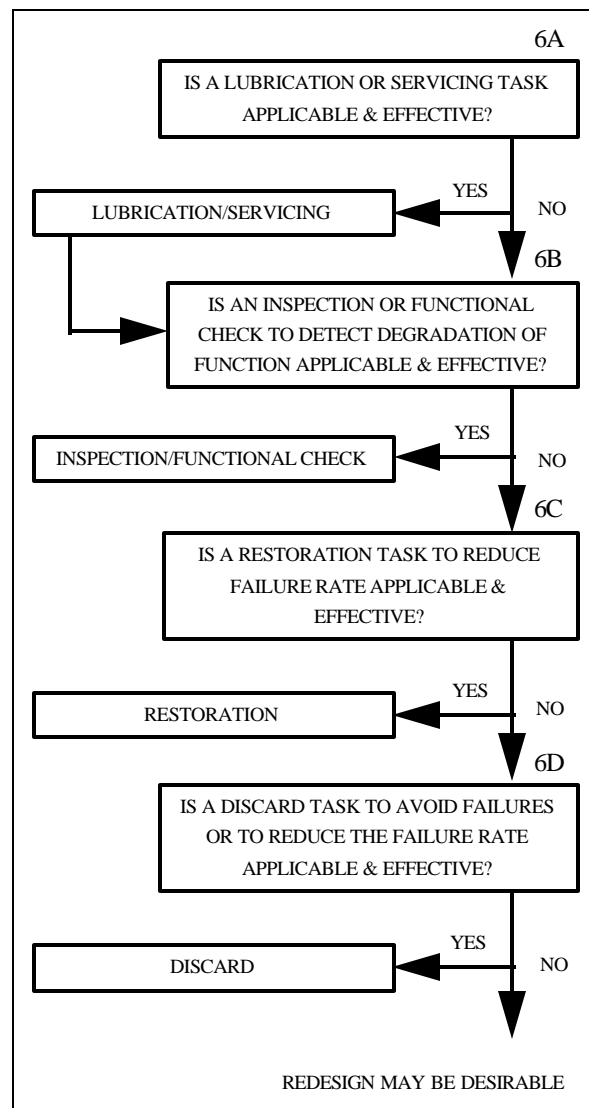 6A
IS A LUBRICATION OR SERVICING TASK
APPLICABLE & EFFECTIVE?
YES
NO
LUBRICATION/SERVICING
6B
IS AN INSPECTION OR FUNCTIONAL
CHECK TO DETECT DEGRADATION OF
FUNCTION APPLICABLE & EFFECTIVE?
YES
NO
INSPECTION/FUNCTIONAL CHECK
6C
IS A RESTORATION TASK TO REDUCE
FAILURE RATE APPLICABLE &
EFFECTIVE?
YES
NO
RESTORATION
6D
IS A DISCARD TASK TO AVOID FAILURES
OR TO REDUCE THE FAILURE RATE
APPLICABLE & EFFECTIVE?
YES
NO
DISCARD
REDESIGN MAY BE DESIRABLE